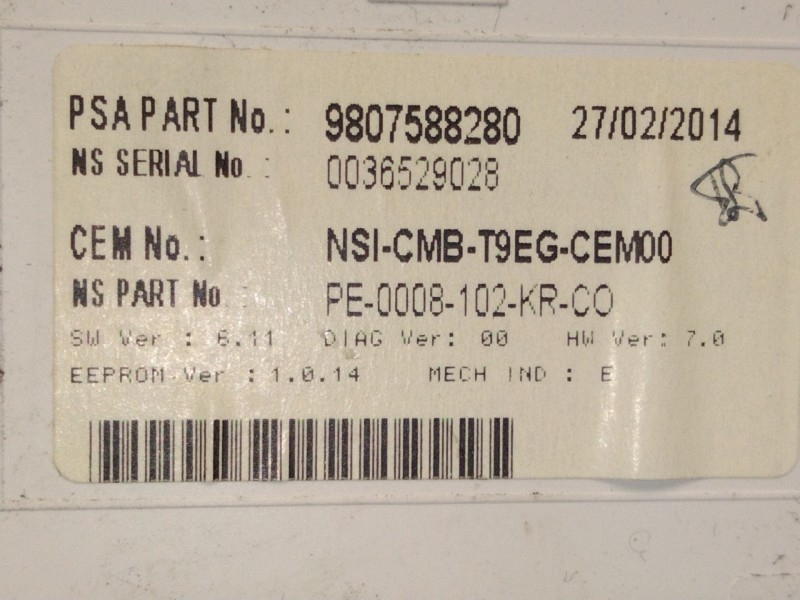 PSA PART No.: 9807588280 27/02/2014
NS SERIAL No. : 0036529028
CEM No.: NSI-CMB-T9EG-CEM00
NS PART No. : PE-0008-102-KR-CO
SW Ver : 6.11 DIAG Ver: 00 HW Ver: 7.0
EEPROM Ver : 1.0.14 MECH IND : E